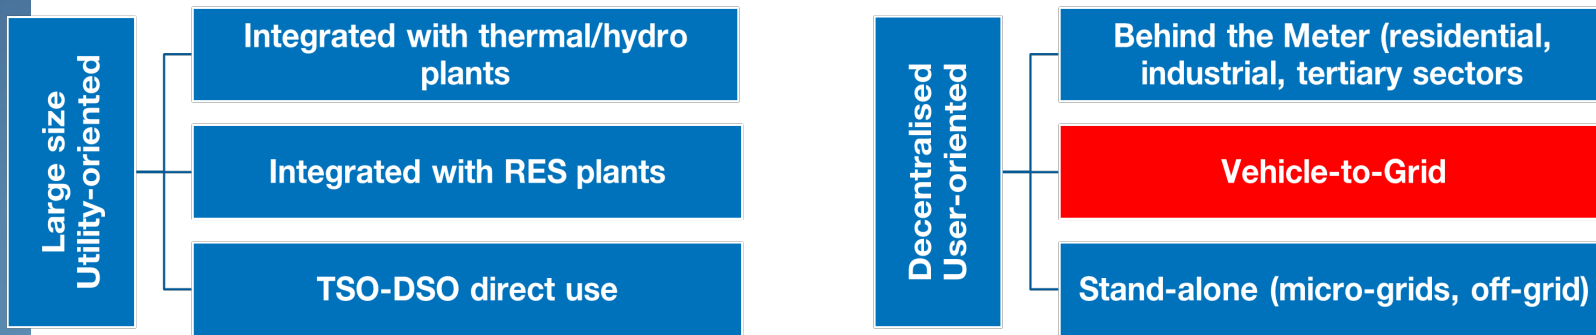 Large size
Utility-oriented
Integrated with thermal/hydro
plants
Integrated with RES plants
TSO-DSO direct use
Decentralised
User-oriented
Behind the Meter (residential,
industrial, tertiary sectors
Vehicle-to-Grid
Stand-alone (micro-grids, off-grid)